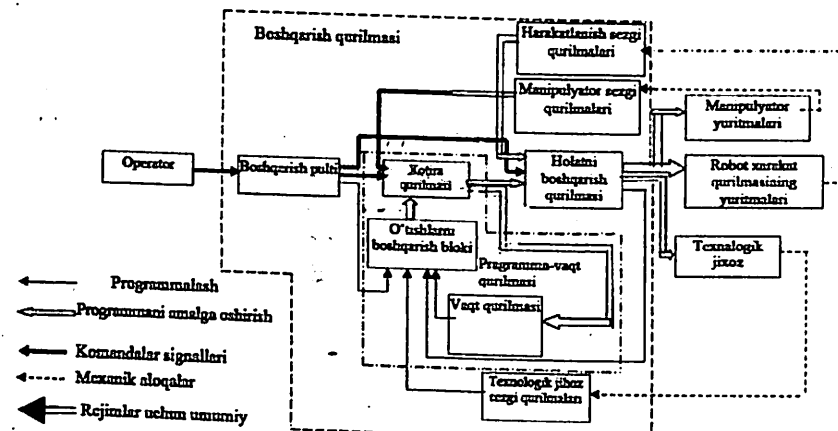 Boshqarish qurilmasi
Harakatlanish sezgi
qurilmalari
Manipulyator sezgi
qurilmalari
Manipulyator
yuritmalari
Operator
Boshqarish pulti
Xotira
qurilmasi
Holatni
boshqarish
qurilmasi
Robot xarakat
qurilmasining
yuritmalari
O'tishlarni
boshqarish bloki
Texnalogik
jixoz
Programma-vaqt
qurilmasi
Vaqt qurilmasi
Texnologik jihoz
sezgi qurilmalari
Programmalash
Programmani amalga oshirish
Komandalar signallari
Mexanik aloqalar
Rejimlar uchun umumiy